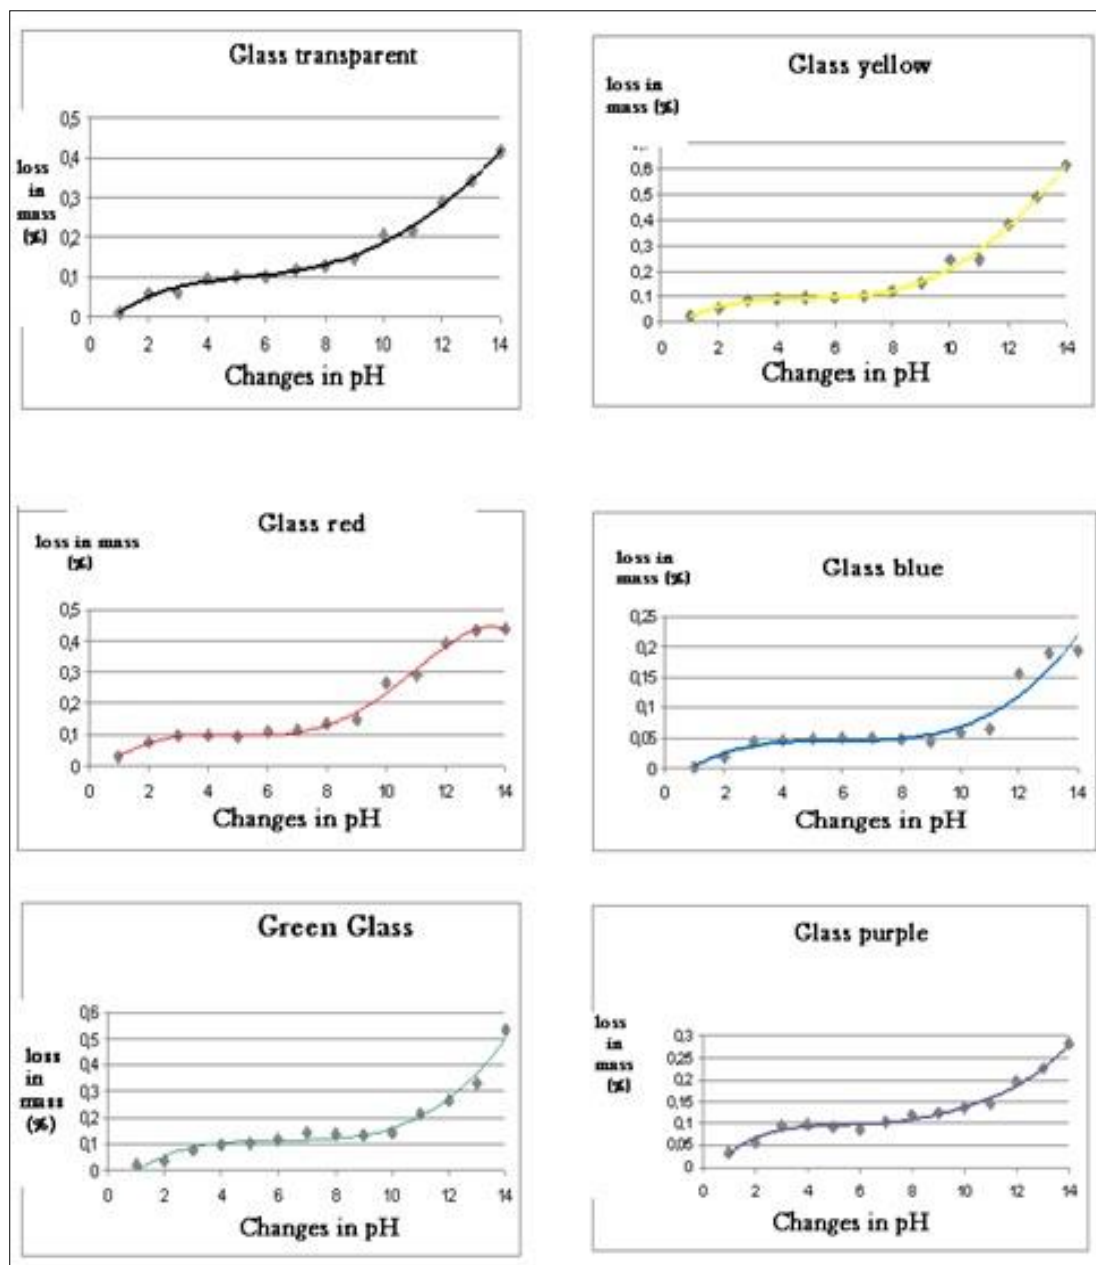 Glass transparent
loss
in
mass
(%)
0,5
0,4
0,3
0,2
0,1
0
0 2 4 6 8 10 12 14
Changes in pH
Glass yellow
loss in
mass (%)
0,6
0,5
0,4
0,3
0,2
0,1
0
0 2 4 6 8 10 12 14
Changes in pH
Glass red
loss in mass
(%)
0,5
0,4
0,3
0,2
0,1
0
0 2 4 6 8 10 12 14
Changes in pH
Glass blue
loss in
mass (%)
0,25
0,2
0,15
0,1
0,05
0
0 2 4 6 8 10 12 14
Changes in pH
Green Glass
loss
in
mass
(%)
0,6
0,5
0,4
0,3
0,2
0,1
0
0 2 4 6 8 10 12 14
Changes in pH
Glass purple
loss
in
mass
(%)
0,3
0,25
0,2
0,15
0,1
0,05
0
0 2 4 6 8 10 12 14
Changes in pH